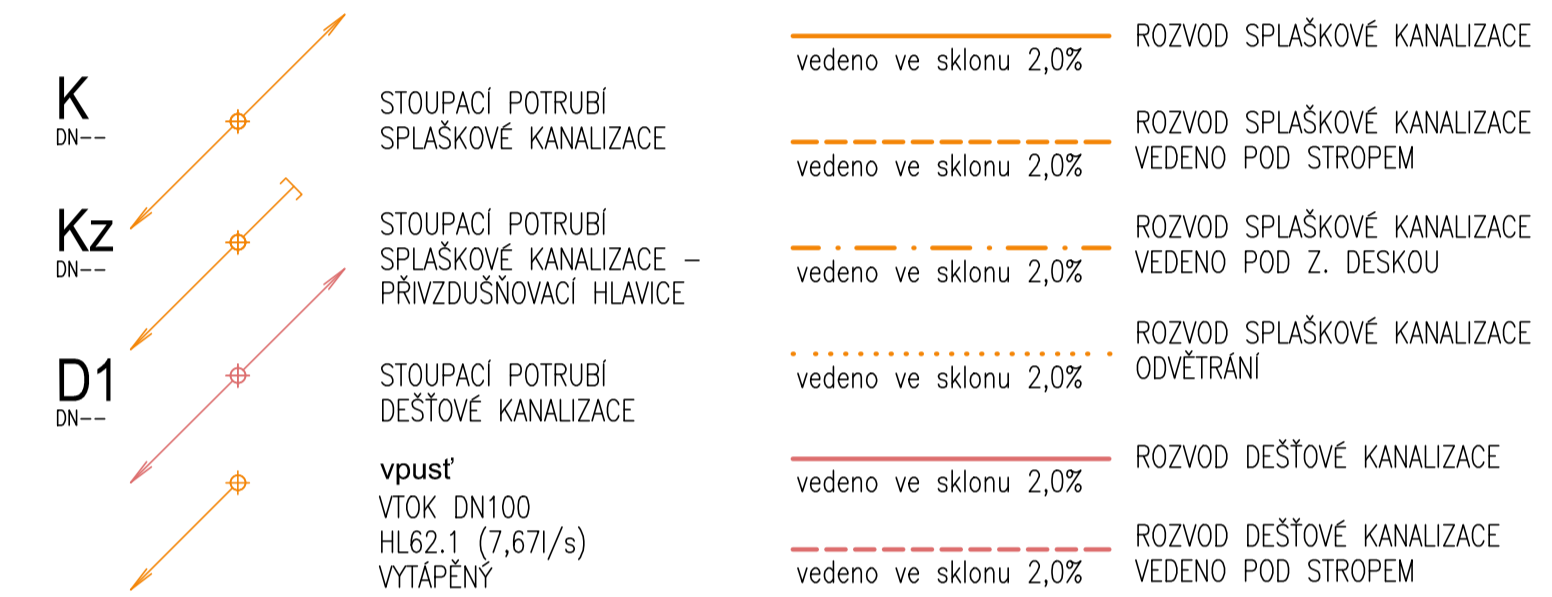 K
DN--
STOUPACÍ POTRUBÍ
SPLAŠKOVÉ KANALIZACE
Kz
DN--
STOUPACÍ POTRUBÍ
SPLAŠKOVÉ KANALIZACE –
PŘIVZDUŠŇOVACÍ HLAVICE
D1
DN--
STOUPACÍ POTRUBÍ
DEŠŤOVÉ KANALIZACE
vpusť
VTOK DN100
HL62.1 (7,67l/s)
VYTÁPĚNÝ
ROZVOD SPLAŠKOVÉ KANALIZACE
vedeno ve sklonu 2,0%
ROZVOD SPLAŠKOVÉ KANALIZACE
VEDENO POD STROPEM
vedeno ve sklonu 2,0%
ROZVOD SPLAŠKOVÉ KANALIZACE
VEDENO POD Z. DESKOU
vedeno ve sklonu 2,0%
ROZVOD SPLAŠKOVÉ KANALIZACE
ODVĚTRÁNÍ
vedeno ve sklonu 2,0%
ROZVOD DEŠŤOVÉ KANALIZACE
vedeno ve sklonu 2,0%
ROZVOD DEŠŤOVÉ KANALIZACE
VEDENO POD STROPEM
vedeno ve sklonu 2,0%